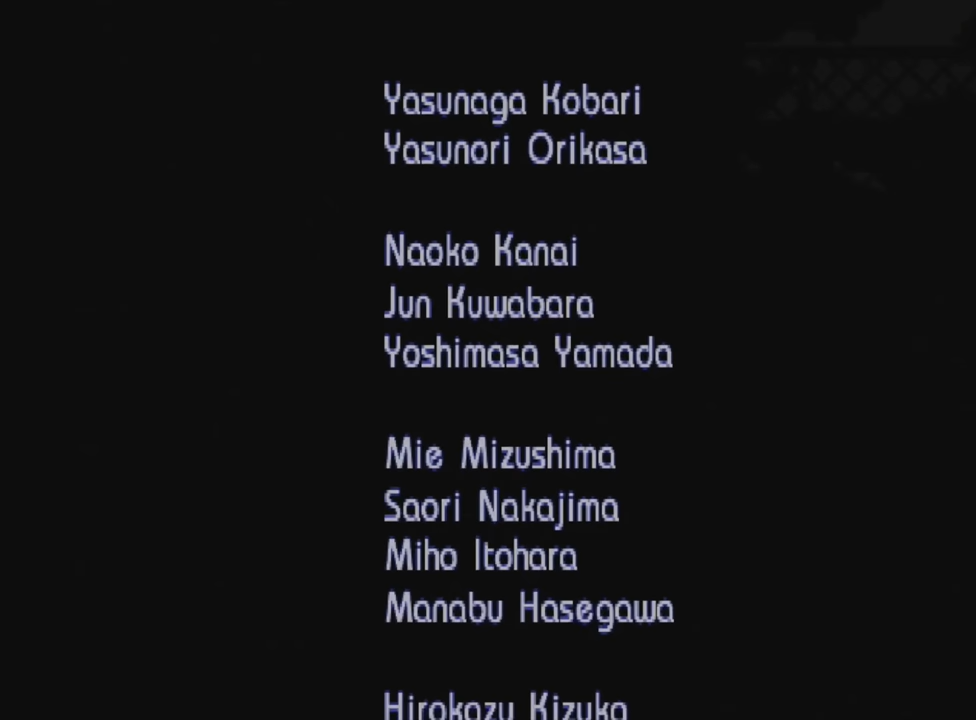 Yasunaga Kobari
Yasunori Orikasa
Naoko Kanai
Jun Kuwabara
Yoshimasa Yamada
Mie Mizushima
Saori Nakajima
Miho Itohara
Manabu Hasegawa
Hirokazu Kizuka